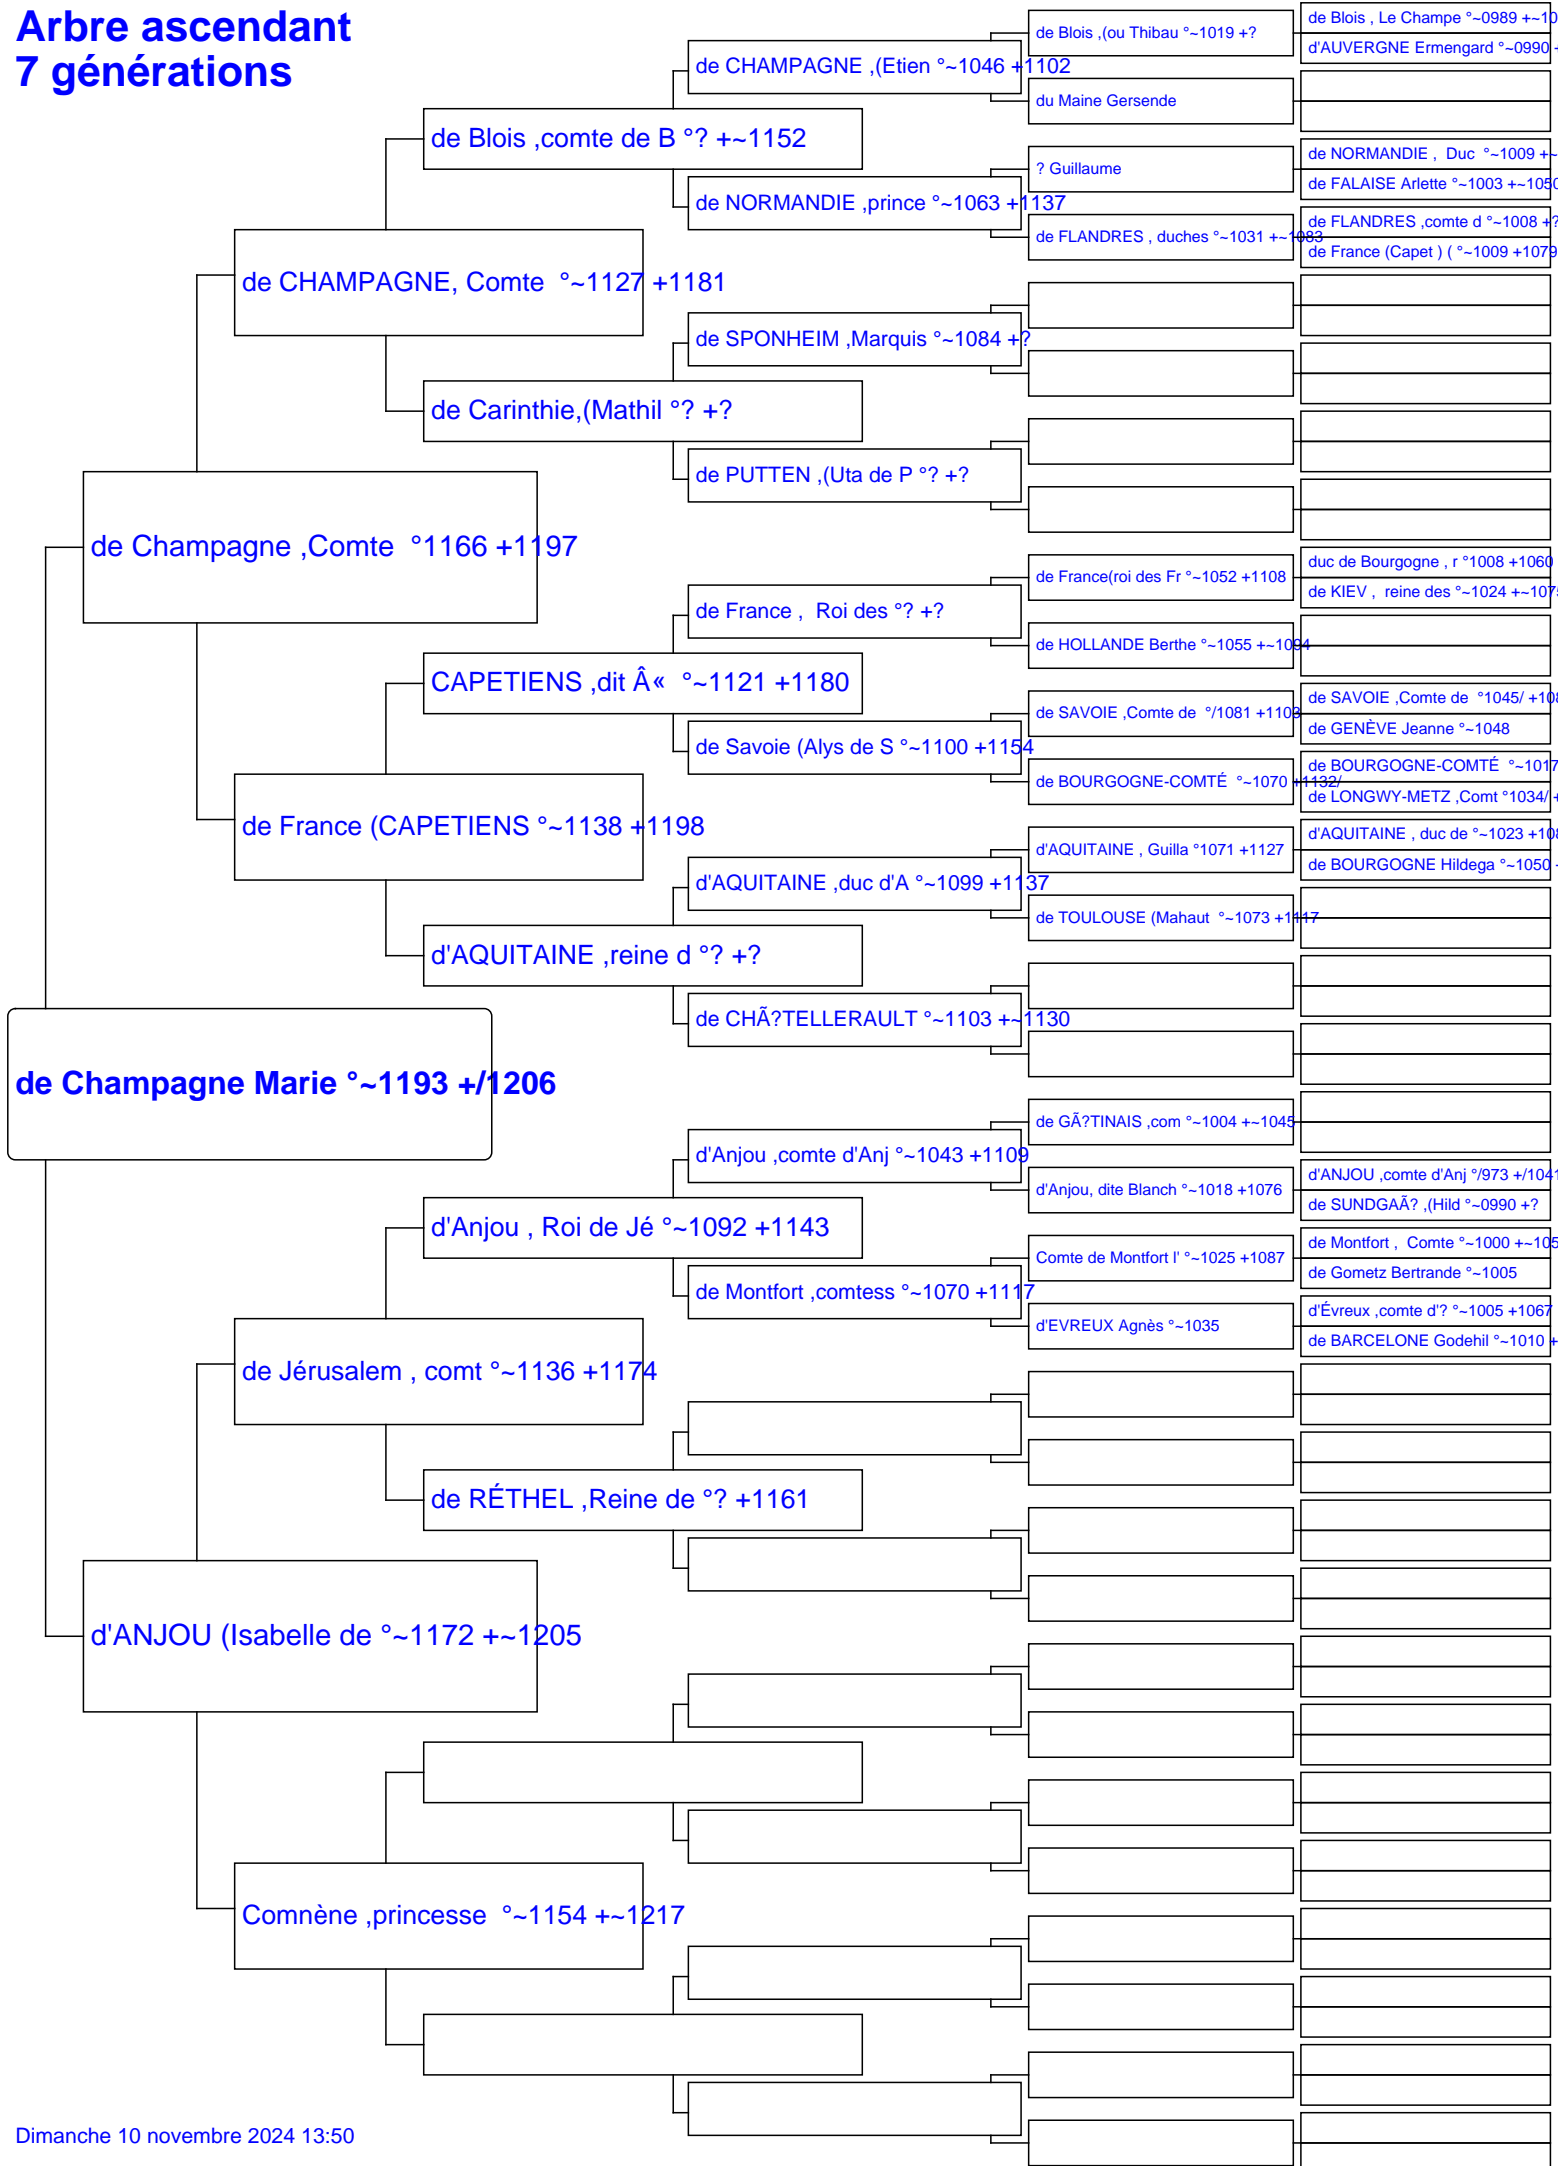 Arbre ascendant
7 générations
de Blois , Le Champe °~0989 +~10
de Blois ,(ou Thibau °~1019 +?
d'AUVERGNE Ermengard °~0990 +
de CHAMPAGNE ,(Etien °~1046 +1102
du Maine Gersende
de Blois ,comte de B °? +~1152
de NORMANDIE , Duc °~1009 +~
? Guillaume
de FALAISE Arlette °~1003 +~1050
de NORMANDIE ,prince °~1063 +1137
de FLANDRES ,comte d °~1008 +?
de FLANDRES , duches °~1031 +~1083
de France (Capet ) ( °~1009 +1079
de CHAMPAGNE, Comte °~1127 +1181
de SPONHEIM ,Marquis °~1084 +?
de Carinthie,(Mathil °? +?
de PUTTEN ,(Uta de P °? +?
de Champagne ,Comte °1166 +1197
duc de Bourgogne , r °1008 +1060
de France(roi des Fr °~1052 +1108
de KIEV , reine des °~1024 +~1075
de France , Roi des °? +?
de HOLLANDE Berthe °~1055 +~1094
CAPETIENS ,dit Â« °~1121 +1180
de SAVOIE ,Comte de °1045/ +108
de SAVOIE ,Comte de °/1081 +1103
de GENÈVE Jeanne °~1048
de Savoie (Alys de S °~1100 +1154
de BOURGOGNE-COMTÉ °~1017
de BOURGOGNE-COMTÉ °~1070 +1132/
de LONGWY-METZ ,Comt °1034/ +
de France (CAPETIENS °~1138 +1198
d'AQUITAINE , duc de °~1023 +108
d'AQUITAINE , Guilla °1071 +1127
de BOURGOGNE Hildega °~1050 +
d'AQUITAINE ,duc d'A °~1099 +1137
de TOULOUSE (Mahaut °~1073 +1117
d'AQUITAINE ,reine d °? +?
de CHÃ?TELLERAULT °~1103 +~1130
de Champagne Marie °~1193 +/1206
de GÃ?TINAIS ,com °~1004 +~1045
d'Anjou ,comte d'Anj °~1043 +1109
d'ANJOU ,comte d'Anj °/973 +/1041
d'Anjou, dite Blanch °~1018 +1076
de SUNDGAÃ? ,(Hild °~0990 +?
d'Anjou , Roi de Jé °~1092 +1143
de Montfort , Comte °~1000 +~105
Comte de Montfort l' °~1025 +1087
de Gometz Bertrande °~1005
de Montfort ,comtess °~1070 +1117
d'Évreux ,comte d'? °~1005 +1067
d'EVREUX Agnès °~1035
de BARCELONE Godehil °~1010 +
de Jérusalem , comt °~1136 +1174
de RÉTHEL ,Reine de °? +1161
d'ANJOU (Isabelle de °~1172 +~1205
Comnène ,princesse °~1154 +~1217
Dimanche 10 novembre 2024 13:50